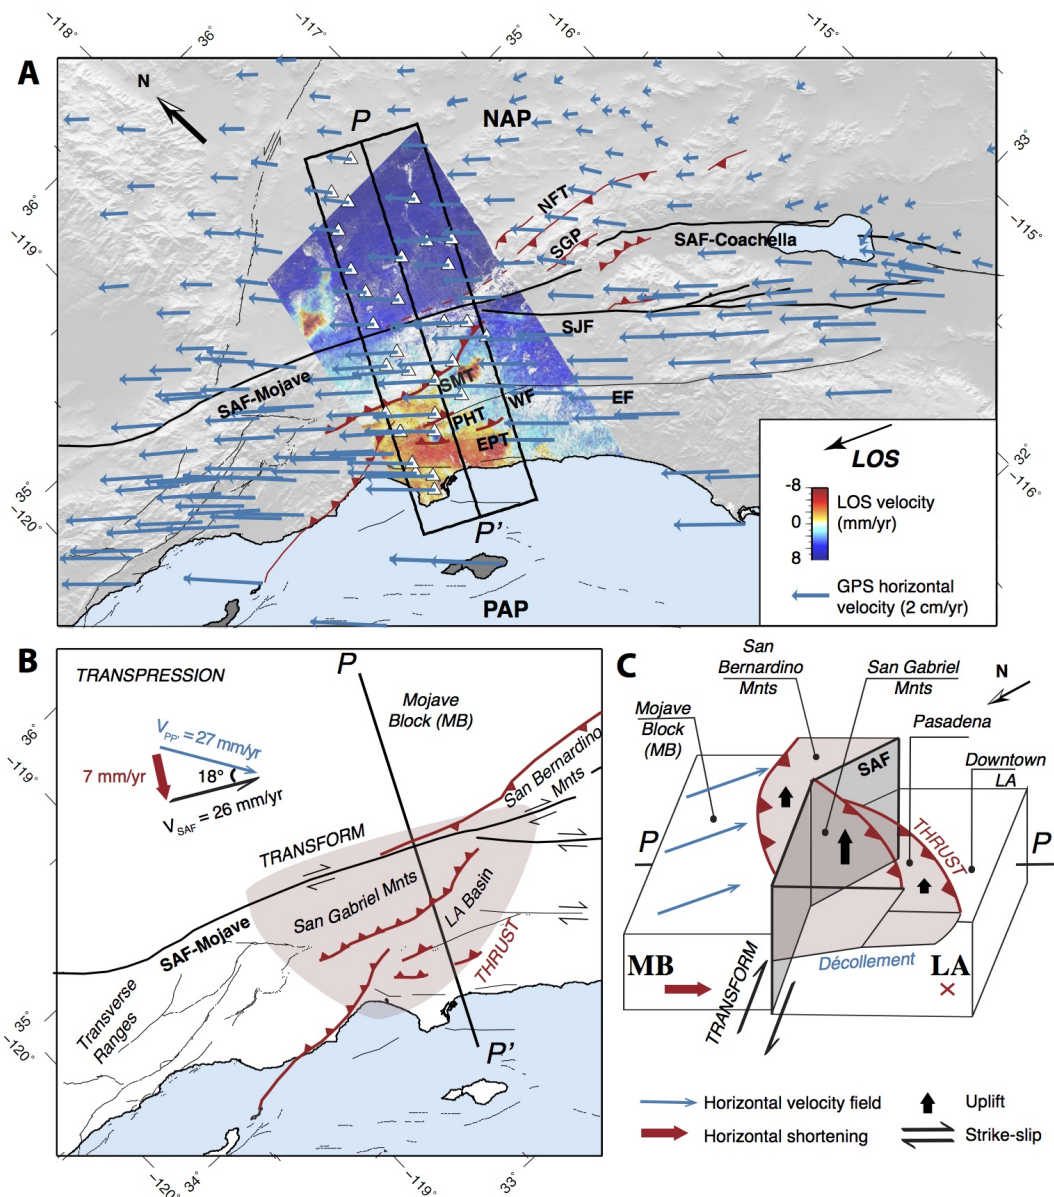 -118°
36°
-117°
35°
-116°
-115°
A
N
P
NAP
33°
36°
-119°
NFT
SGP
SAF-Coachella
-115°
SJF
SAF-Mojave
SMT
WF
EF
PHT
EPT
LOS
32°
-116°
35°
-120°
-8
LOS velocity
0
(mm/yr)
8
P'
GPS horizontal
velocity (2 cm/yr)
PAP
B
TRANSPRESSION
P
Mojave
Block (MB)
36°
-119°
VPP' = 27 mm/yr
7 mm/yr
18°
VSAF = 26 mm/yr
San Bernardino
Mnts
TRANSFORM
San Gabriel Mnts
LA Basin
SAF-Mojave
THRUST
Transverse
Ranges
35°
-120°
P'
-120°
34°
-119°
33°
C
San
Bernardino
Mnts
San Gabriel
Mnts
N
Mojave
Block
(MB)
Pasadena
Downtown
LA
SAF
P
THRUST
P'
MB
Décollement
LA
TRANSFORM
Horizontal velocity field
Uplift
Horizontal shortening
Strike-slip